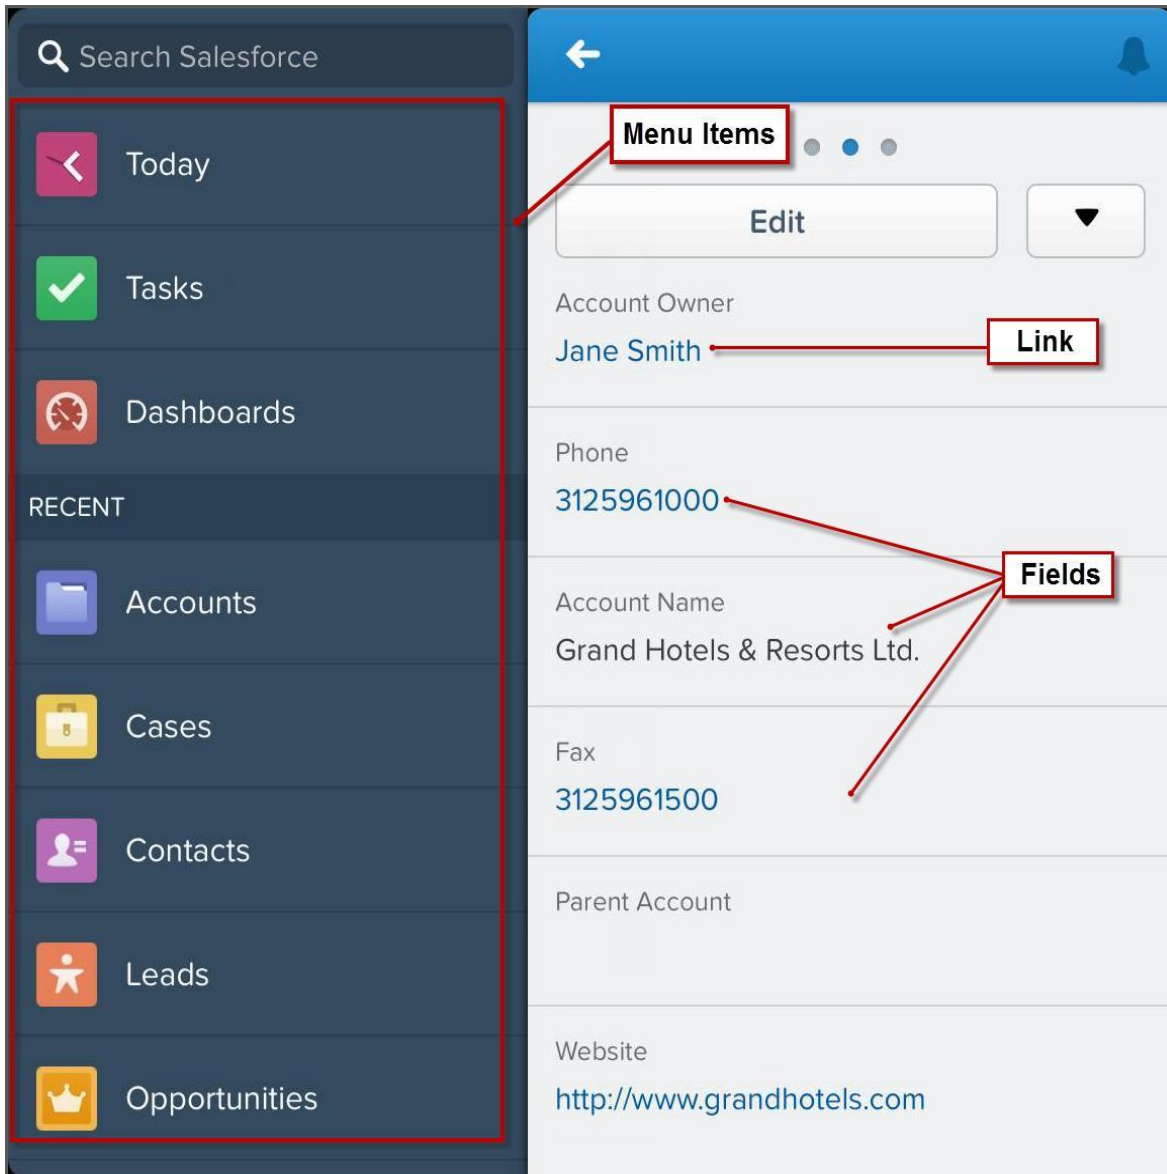 Search Salesforce
Today
Tasks
Dashboards
RECENT
Accounts
Cases
Contacts
Leads
Opportunities
Menu Items
Edit
Account Owner
Jane Smith
Link
Phone
3125961000
Fields
Account Name
Grand Hotels & Resorts Ltd.
Fax
3125961500
Parent Account
Website
http://www.grandhotels.com